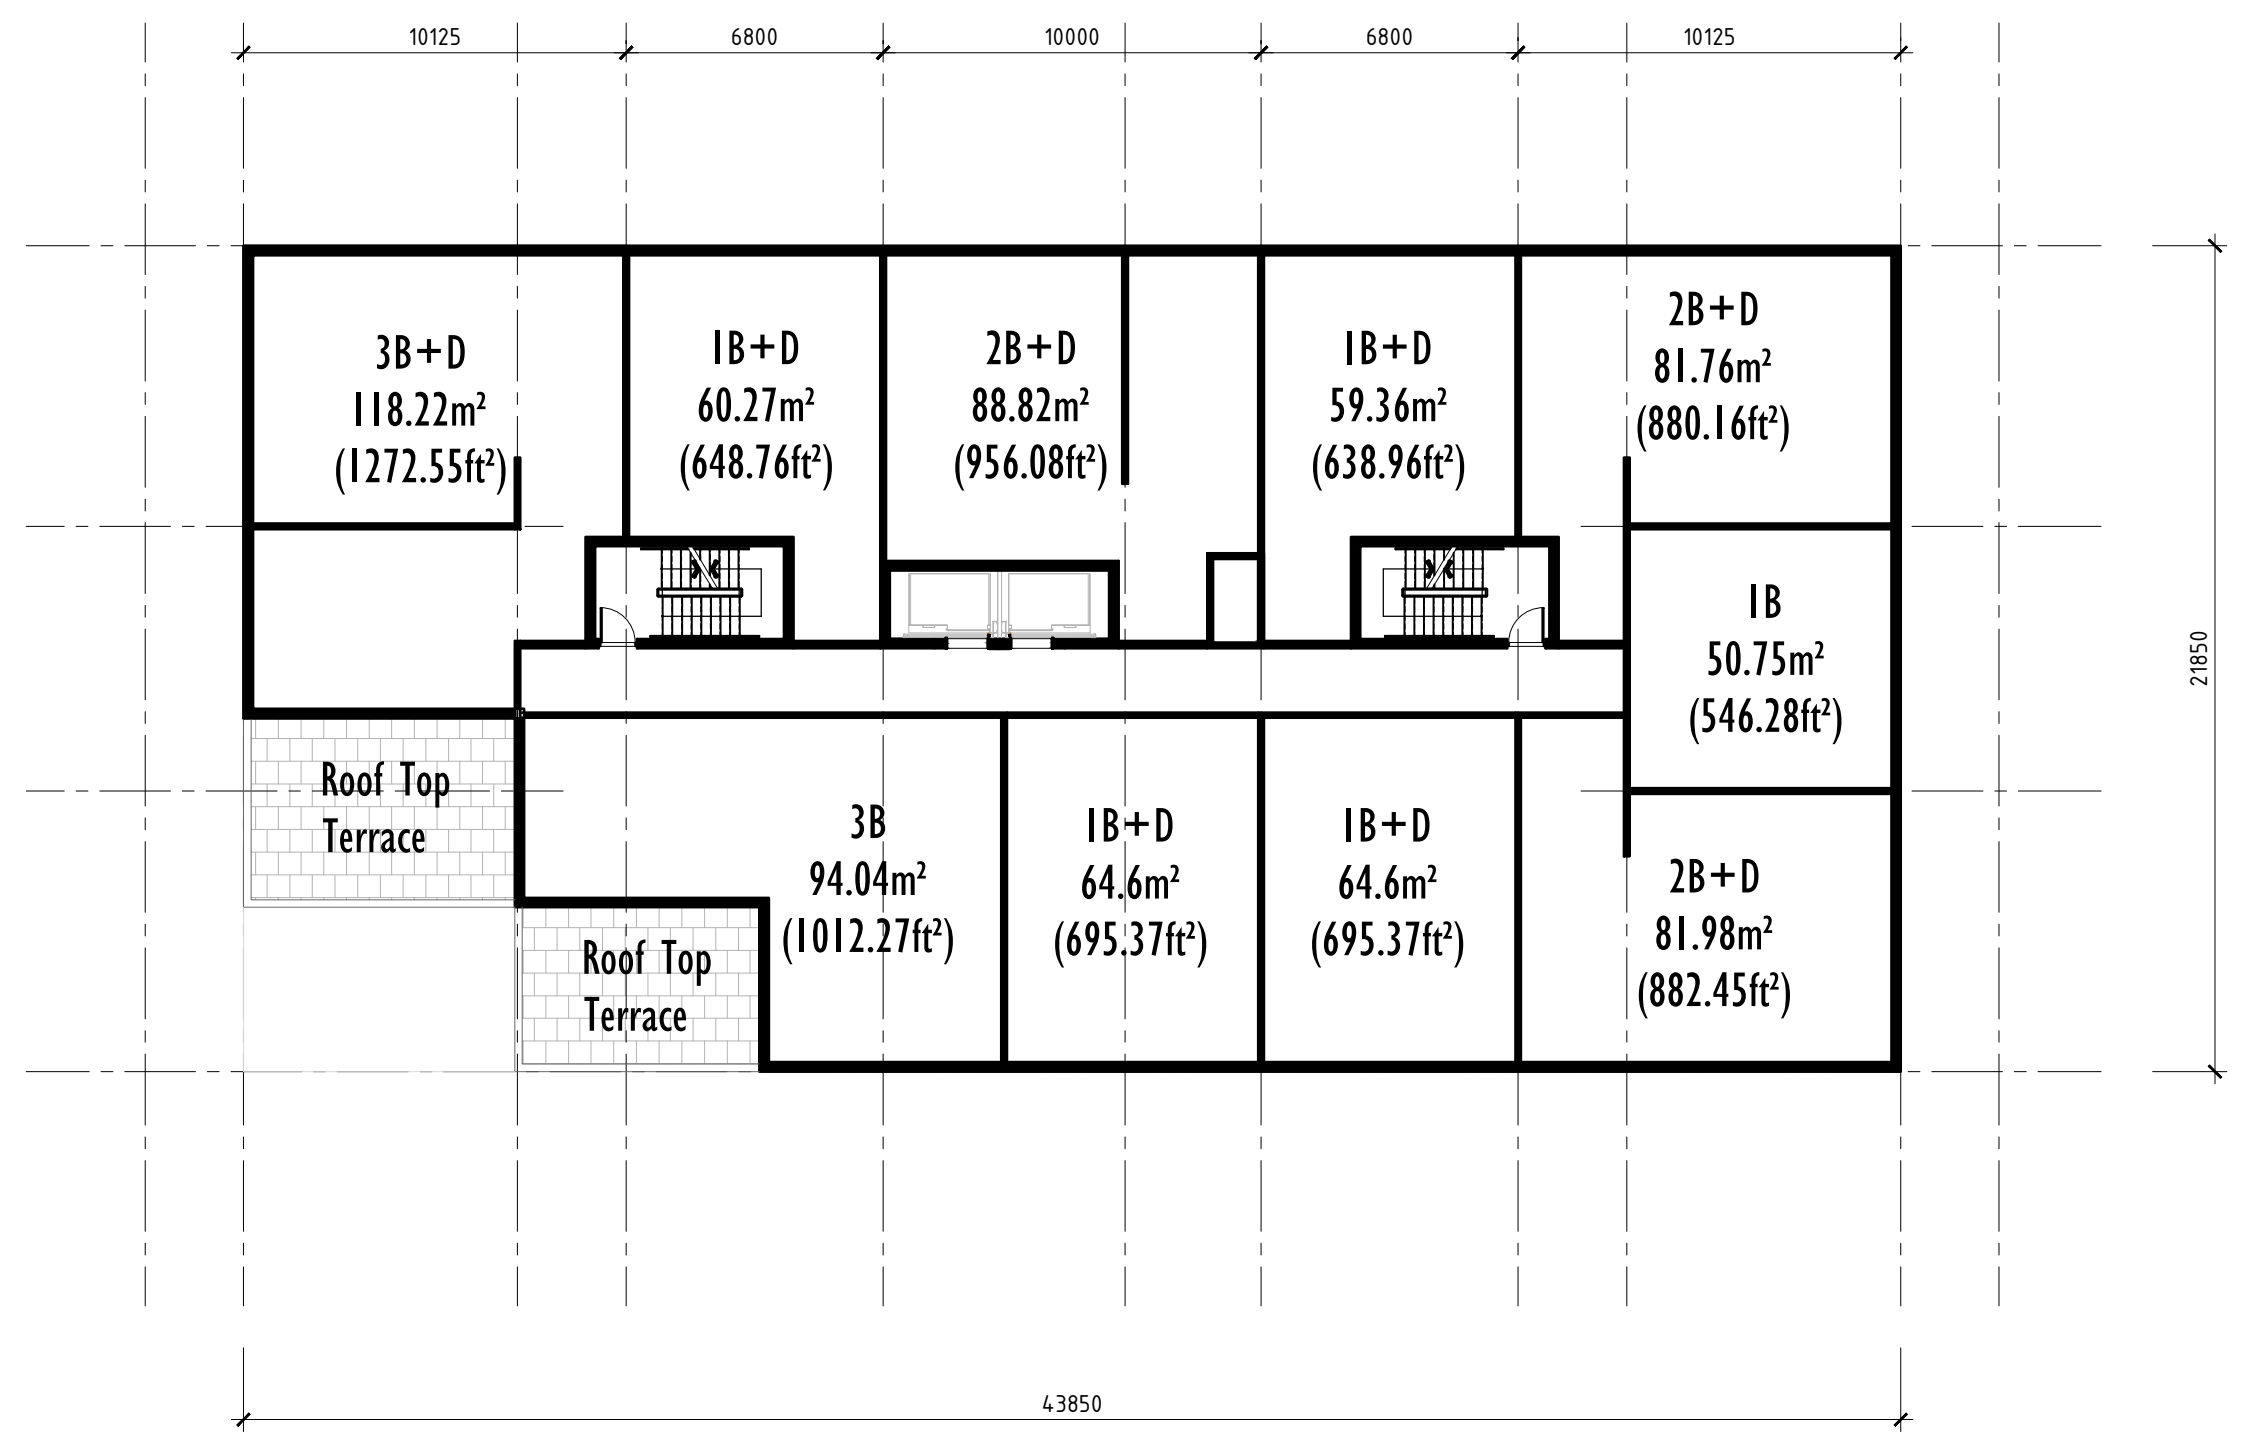 10125
6800
10000
6800
10125
3B+D
118.22m²
(1272.55ft²)
1B+D
60.27m²
(648.76ft²)
2B+D
88.82m²
(956.08ft²)
1B+D
59.36m²
(638.96ft²)
2B+D
81.76m²
(880.16ft²)
1B
50.75m²
(546.28ft²)
21850
Roof Top
Terrace
Roof Top
Terrace
3B
94.04m²
(1012.27ft²)
1B+D
64.6m²
(695.37ft²)
1B+D
64.6m²
(695.37ft²)
2B+D
81.98m²
(882.45ft²)
43850